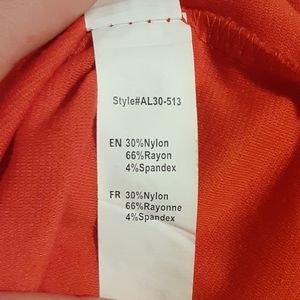 Style#AL30-513
EN 30%Nylon
66%Rayon
4%Spandex
FR 30%Nylon
66%Rayonne
4%Spandex